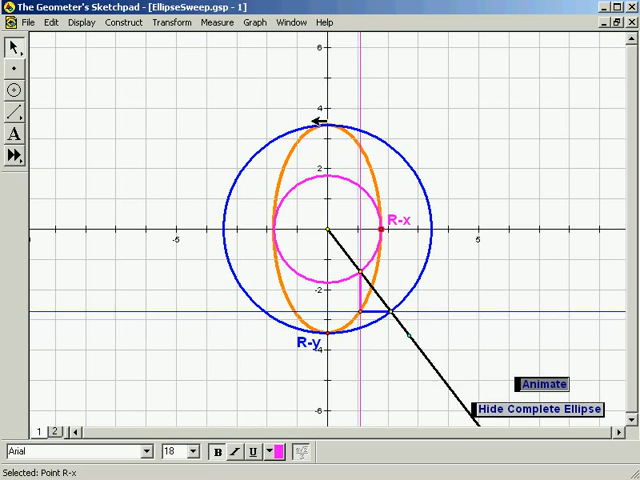 The Geometer's Sketchpad - [EllipseSweep.gsp - 1]
File Edit Display Construct Transform Measure Graph Window Help
6
4
2
R-x
-5
5
-2
R-y
-4
Animate
Hide Complete Ellipse
-6
A
1 2
Arial 18 B I U
Selected: Point R-x